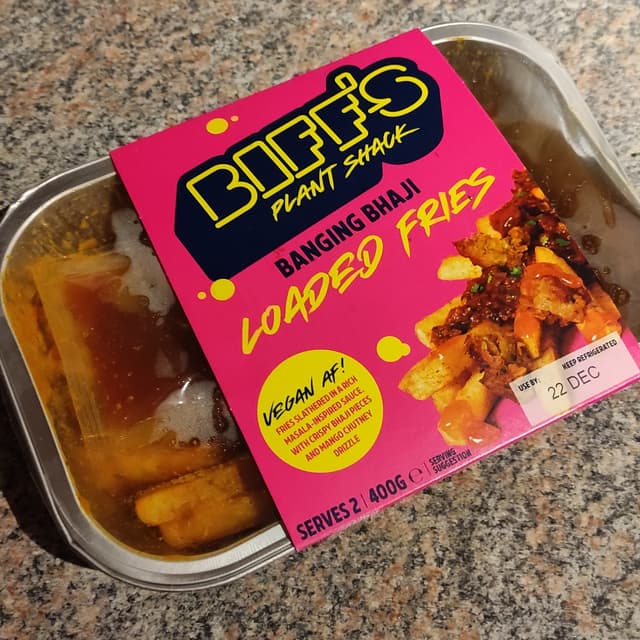 BIFF'S
PLANT SHACK
BANGING BHAJI
LOADED FRIES
VEGAN AF!
FRIES SLATHERED IN A RICH
MASALA-INSPIRED SAUCE,
WITH CRISPY BHAJI PIECES
AND MANGO CHUTNEY
DRIZZLE
SERVES 2 | 400G ℮ | SERVING
SUGGESTION
USE BY: KEEP REFRIGERATED
22 DEC